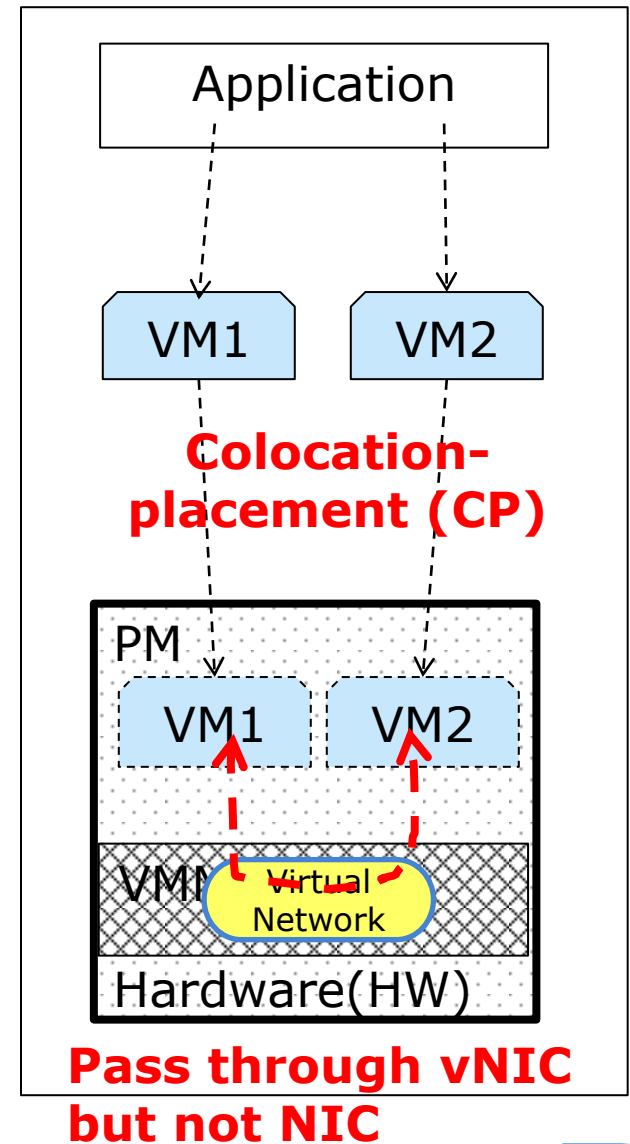 Application
VM1 VM2
Colocation-
placement (CP)
PM
VM1 VM2
VMM
Virtual
Network
Hardware(HW)
Pass through vNIC
but not NIC